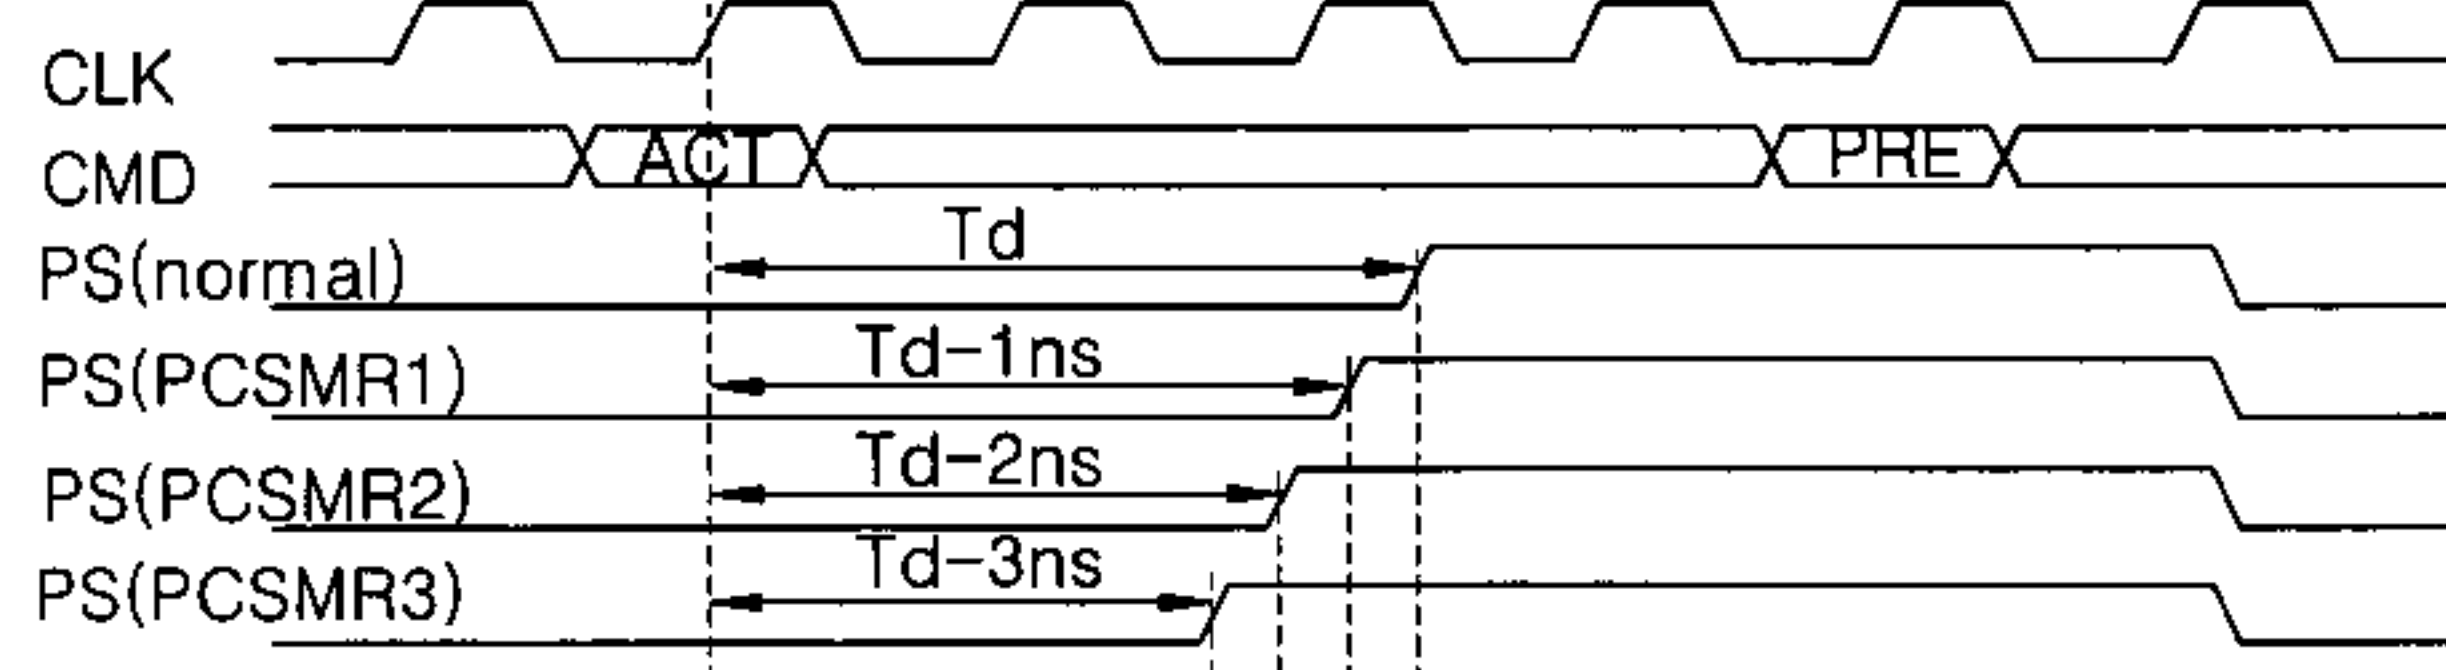 CLK
CMD ACT PRE
PS(normal) Td
PS(PCSMR1) Td-1ns
PS(PCSMR2) Td-2ns
PS(PCSMR3) Td-3ns